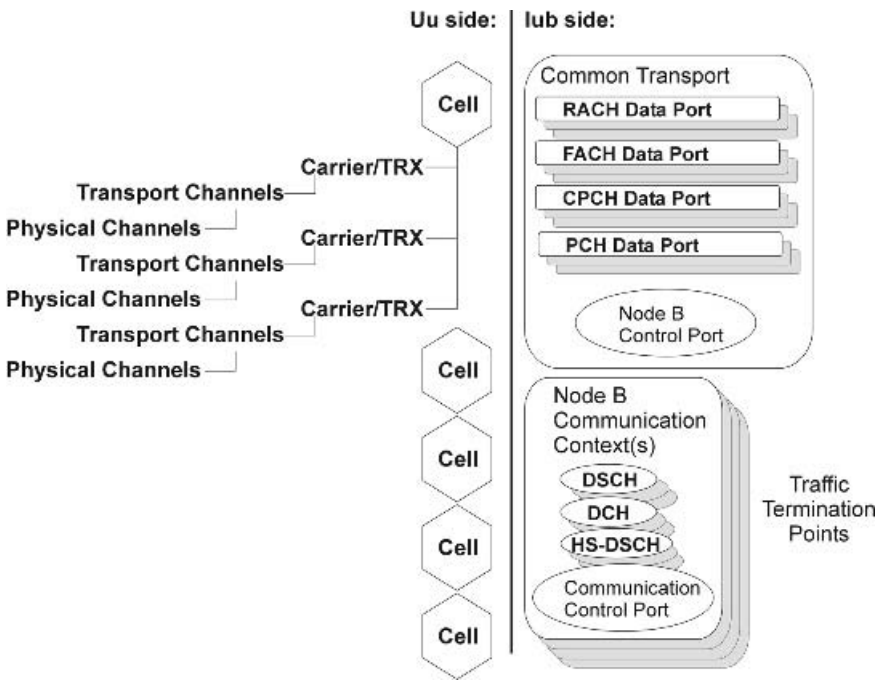 Uu side:
Iub side:
Cell
Carrier/TRX
Transport Channels
Physical Channels
Carrier/TRX
Transport Channels
Physical Channels
Carrier/TRX
Transport Channels
Physical Channels
Cell
Cell
Cell
Cell
Common Transport
RACH Data Port
FACH Data Port
CPCH Data Port
PCH Data Port
Node B
Control Port
Node B
Communication
Context(s)
DSCH
DCH
HS-DSCH
Communication
Control Port
Traffic
Termination
Points